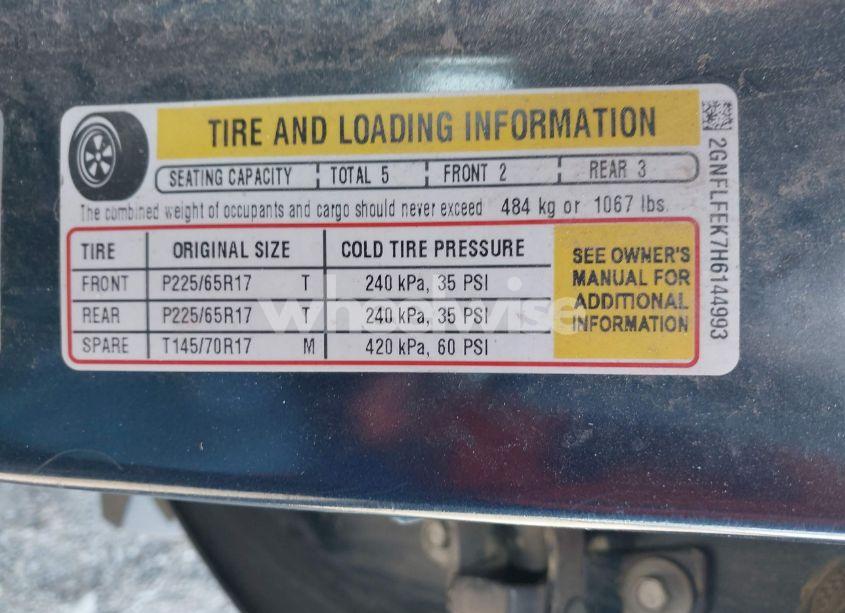 TIRE AND LOADING INFORMATION
SEATING CAPACITY TOTAL 5 FRONT 2 REAR 3
The combined weight of occupants and cargo should never exceed 484 kg or 1067 lbs.
TIRE ORIGINAL SIZE COLD TIRE PRESSURE
FRONT P225/65R17 T 240 kPa, 35 PSI
REAR P225/65R17 T 240 kPa, 35 PSI
SPARE T145/70R17 M 420 kPa, 60 PSI
SEE OWNER'S
MANUAL FOR
ADDITIONAL
INFORMATION
2GNFLFEK7H6144993
wheelwise